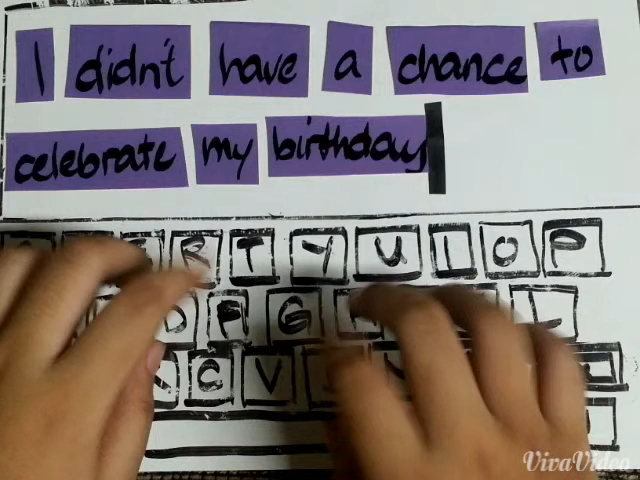 I didn't have a chance to
celebrate my birthday
R T Y U I O P
D F G L
C V
VivaVideo